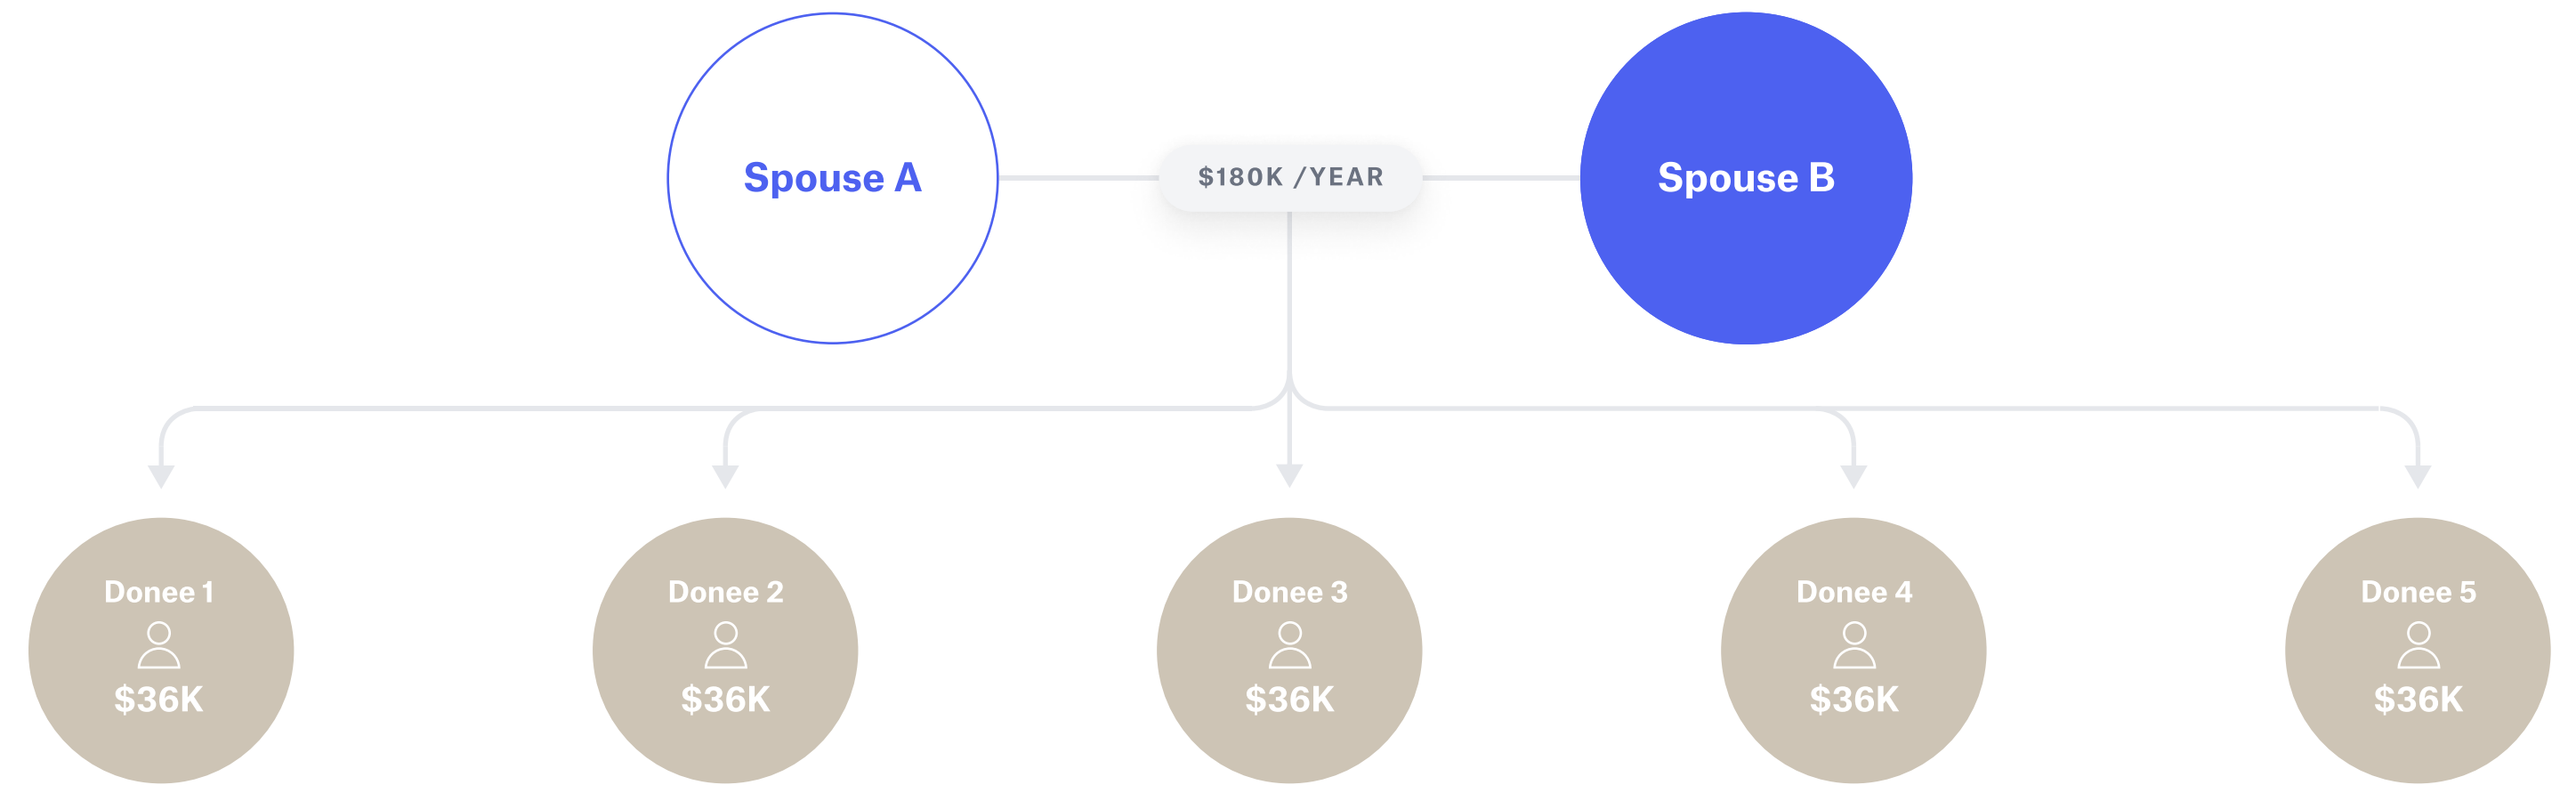 Spouse A
$180K /YEAR
Spouse B
Donee 1
$36K
Donee 2
$36K
Donee 3
$36K
Donee 4
$36K
Donee 5
$36K